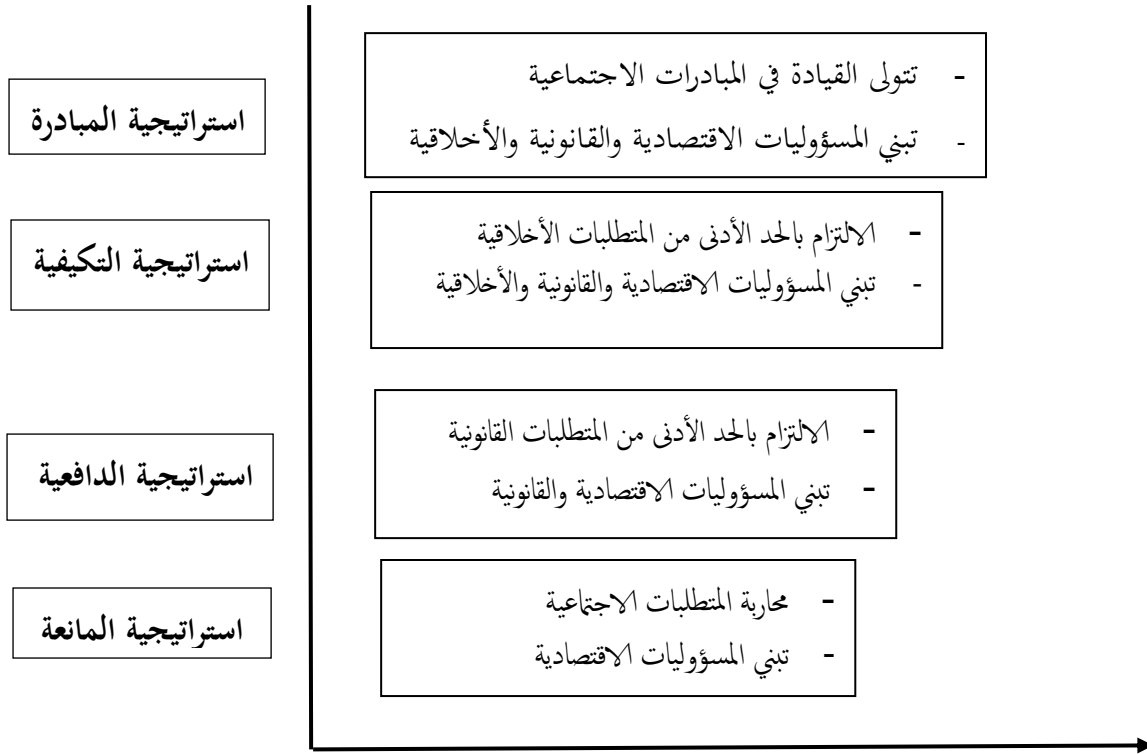 - تتولى القيادة في المبادرات الاجتماعية
استراتيجية المبادرة
- تبني المسؤوليات الاقتصادية والقانونية والأخلاقية
- الالتزام بالحد الأدنى من المتطلبات الأخلاقية
استراتيجية التكيفية
- تبني المسؤوليات الاقتصادية والقانونية والأخلاقية
- الالتزام بالحد الأدنى من المتطلبات القانونية
استراتيجية الدافعية
- تبني المسؤوليات الاقتصادية والقانونية
- محاربة المتطلبات الاجتماعية
استراتيجية المانعة
- تبني المسؤوليات الاقتصادية